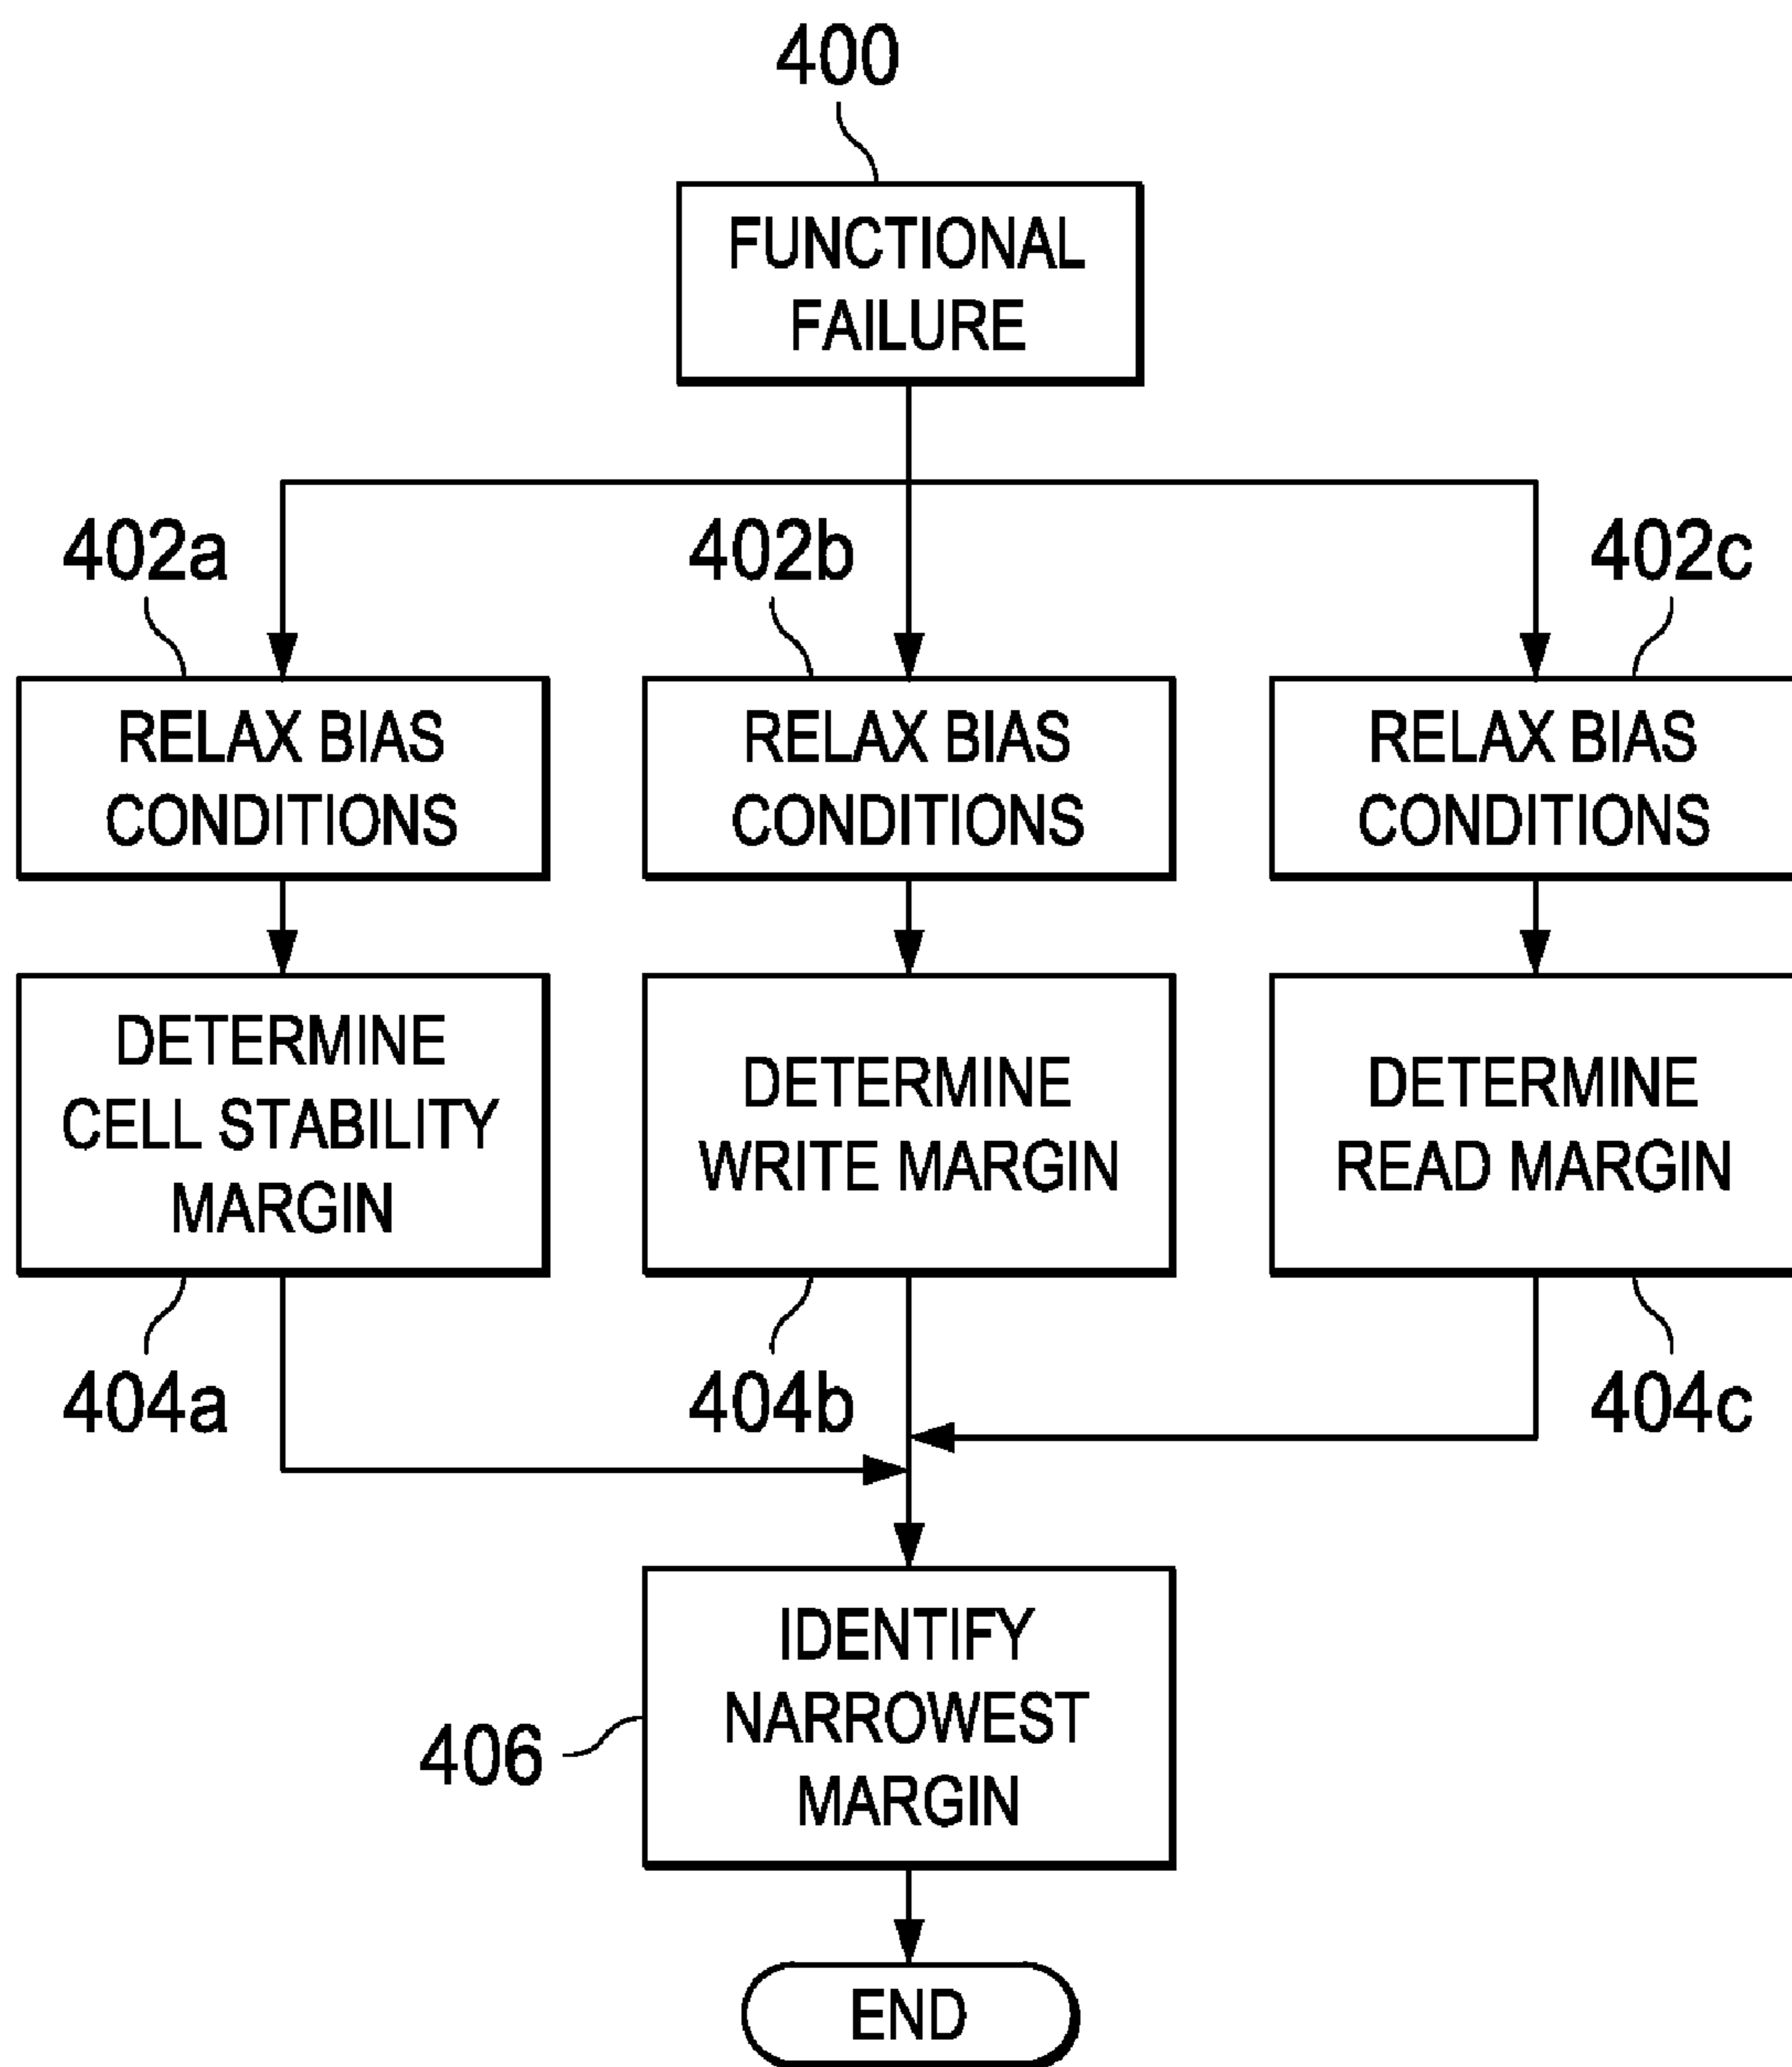 400
FUNCTIONAL
FAILURE
402a
402b
402c
RELAX BIAS
CONDITIONS
RELAX BIAS
CONDITIONS
RELAX BIAS
CONDITIONS
DETERMINE
CELL STABILITY
MARGIN
DETERMINE
WRITE MARGIN
DETERMINE
READ MARGIN
404a
404b
404c
IDENTIFY
NARROWEST
MARGIN
406
END